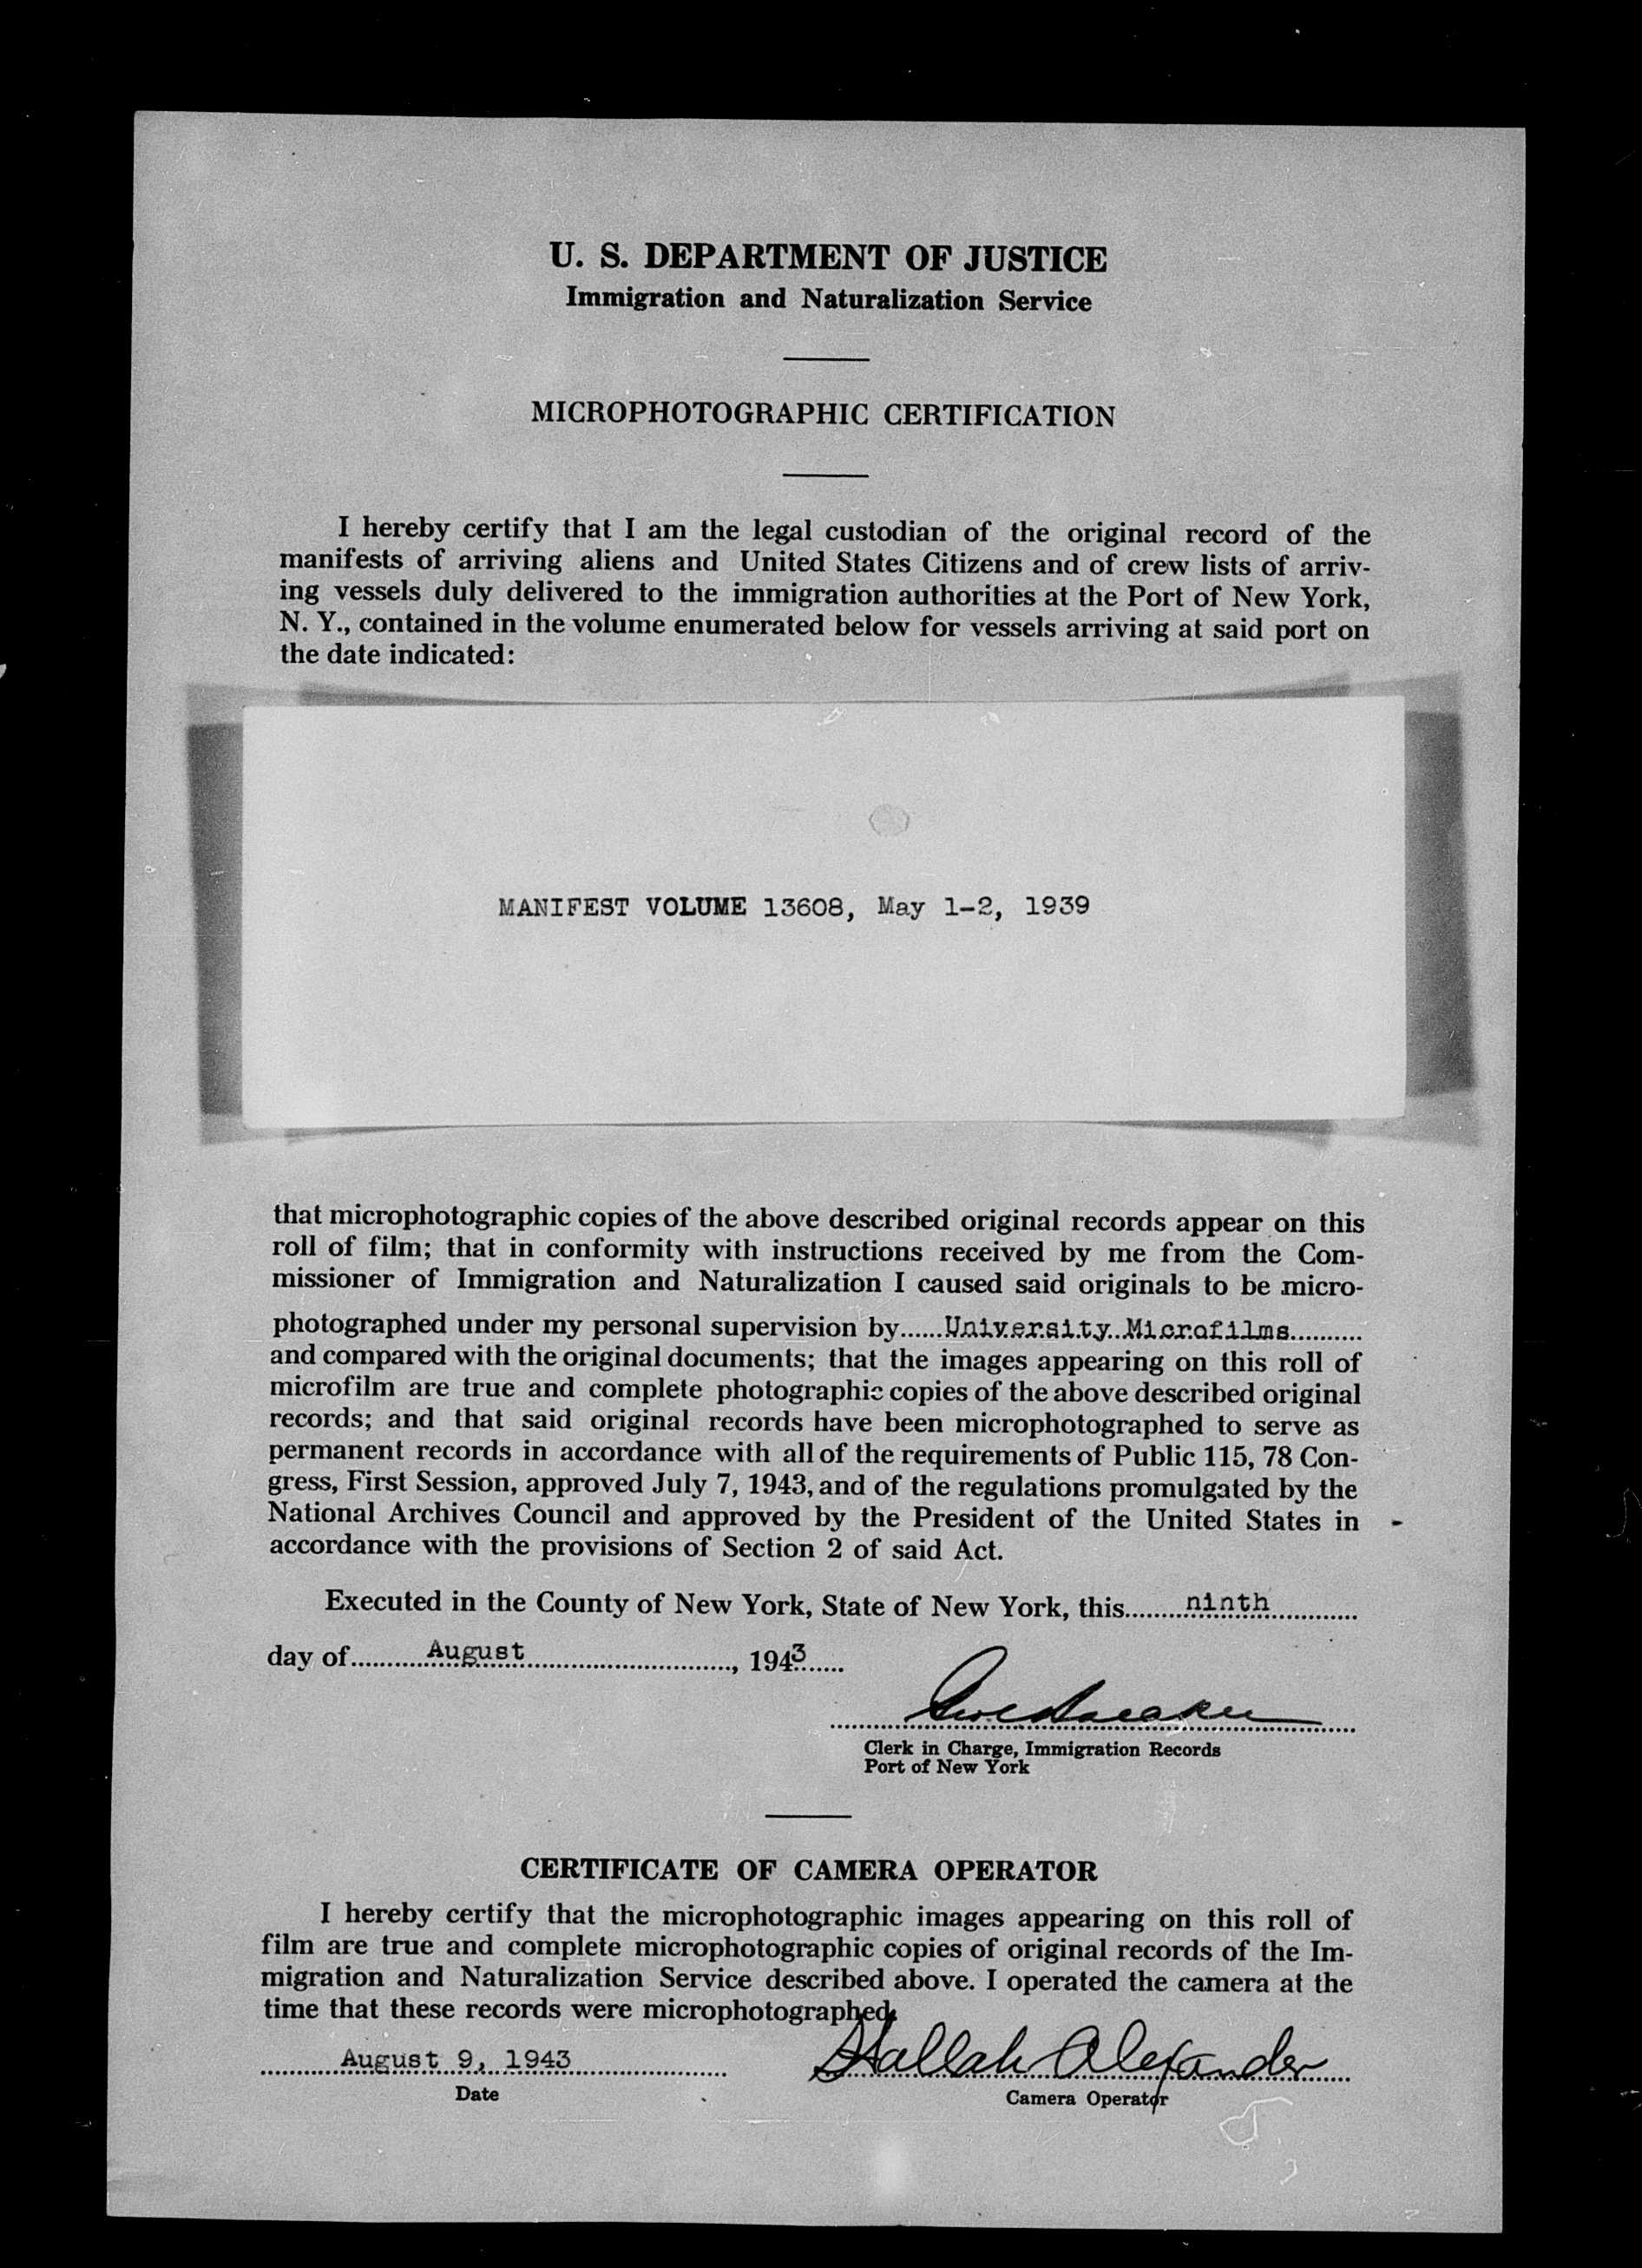 U. S. DEPARTMENT OF JUSTICE
Immigration and Naturalization Service
MICROPHOTOGRAPHIC CERTIFICATION
I hereby certify that I am the legal custodian of the original record of the
manifests of arriving aliens and United States Citizens and of crew lists of arriv-
ing vessels duly delivered to the immigration authorities at the Port of New York,
N. Y., contained in the volume enumerated below for vessels arriving at said port on
the date indicated:
MANIFEST VOLUME 13608, May 1-2, 1939
that microphotographic copies of the above described original records appear on this
roll of film; that in conformity with instructions received by me from the Com-
missioner of Immigration and Naturalization I caused said originals to be micro-
photographed under my personal supervision by......University Microfilms..........
and compared with the original documents; that the images appearing on this roll of
microfilm are true and complete photographic copies of the above described original
records; and that said original records have been microphotographed to serve as
permanent records in accordance with all of the requirements of Public 115, 78 Con-
gress, First Session, approved July 7, 1943, and of the regulations promulgated by the
National Archives Council and approved by the President of the United States in
accordance with the provisions of Section 2 of said Act.
Executed in the County of New York, State of New York, this........ninth............
day of..........August............................, 1943......
Clerk in Charge, Immigration Records
Port of New York
CERTIFICATE OF CAMERA OPERATOR
I hereby certify that the microphotographic images appearing on this roll of
film are true and complete microphotographic copies of original records of the Im-
migration and Naturalization Service described above. I operated the camera at the
time that these records were microphotographed.
August 9, 1943 Hallah Alexander
Date Camera Operator